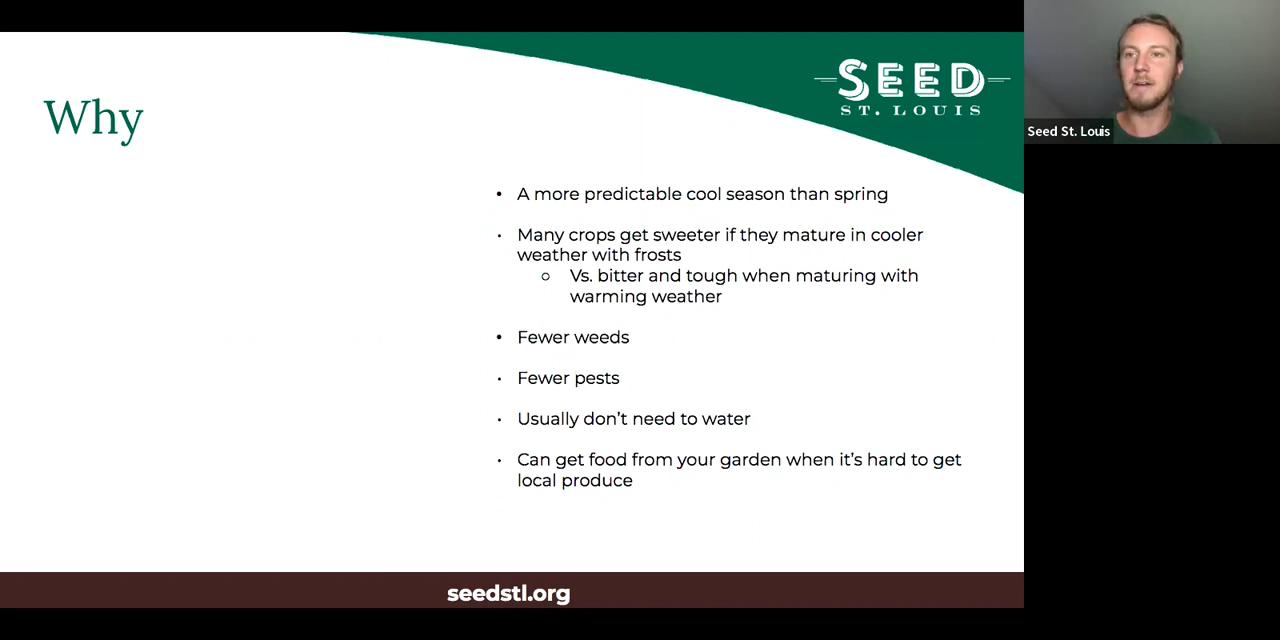 SEED
ST. LOUIS
Seed St. Louis
Why
• A more predictable cool season than spring
• Many crops get sweeter if they mature in cooler
weather with frosts
○ Vs. bitter and tough when maturing with
warming weather
• Fewer weeds
• Fewer pests
• Usually don't need to water
• Can get food from your garden when it's hard to get
local produce
seedstl.org